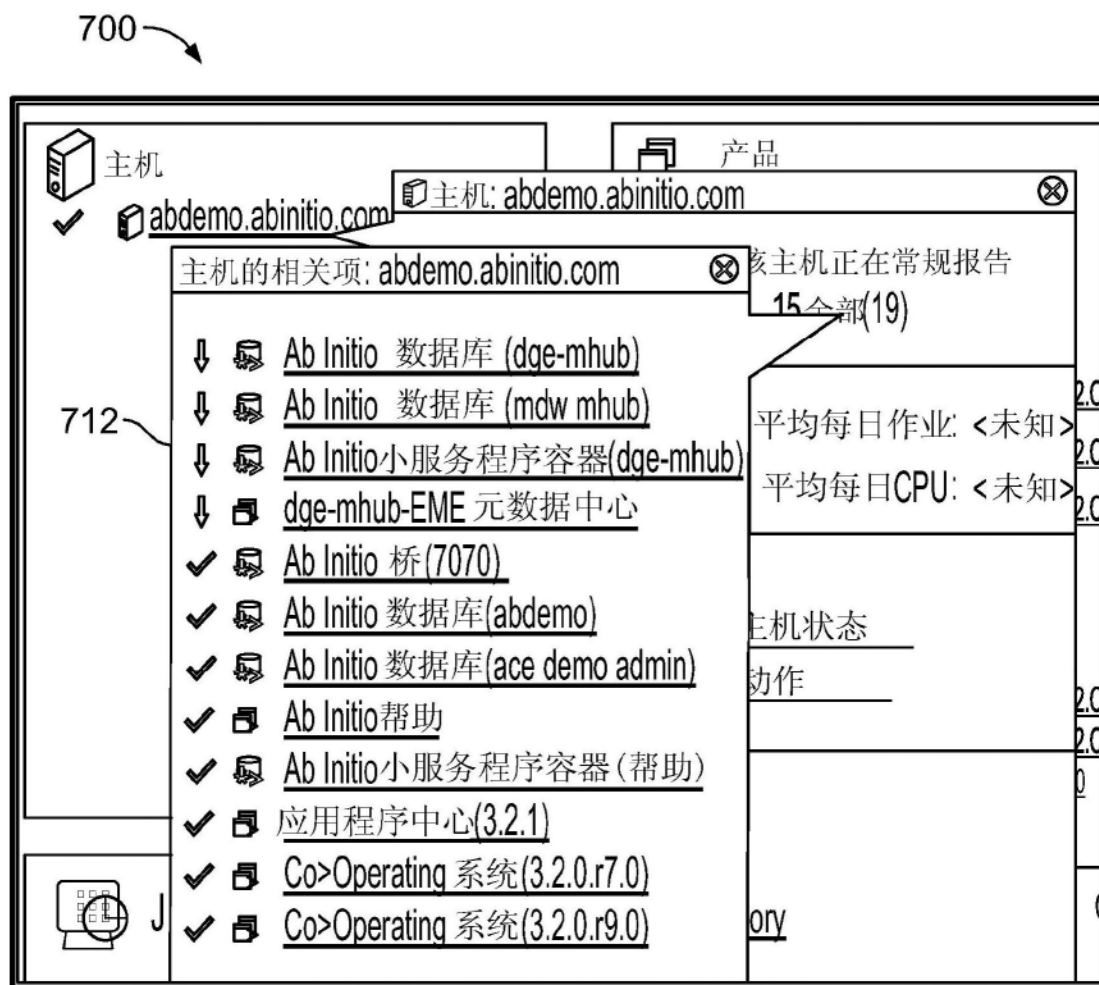 700
主机
产品
abdemo.abinitio.com
主机: abdemo.abinitio.com
主机的相关项: abdemo.abinitio.com
主机正在常规报告
15全部(19)
Ab Initio 数据库 (dge-mhub)
Ab Initio 数据库 (mdw mhub)
平均每日作业: <未知>
712
Ab Initio小服务程序容器(dge-mhub)
平均每日CPU: <未知>
dge-mhub-EME 元数据中心
Ab Initio 桥(7070)
Ab Initio 数据库(abdemo)
主机状态
Ab Initio 数据库(ace demo admin)
动作
Ab Initio帮助
Ab Initio小服务程序容器(帮助)
应用程序中心(3.2.1)
Co>Operating 系统(3.2.0.r7.0)
J
Co>Operating 系统(3.2.0.r9.0)
ory